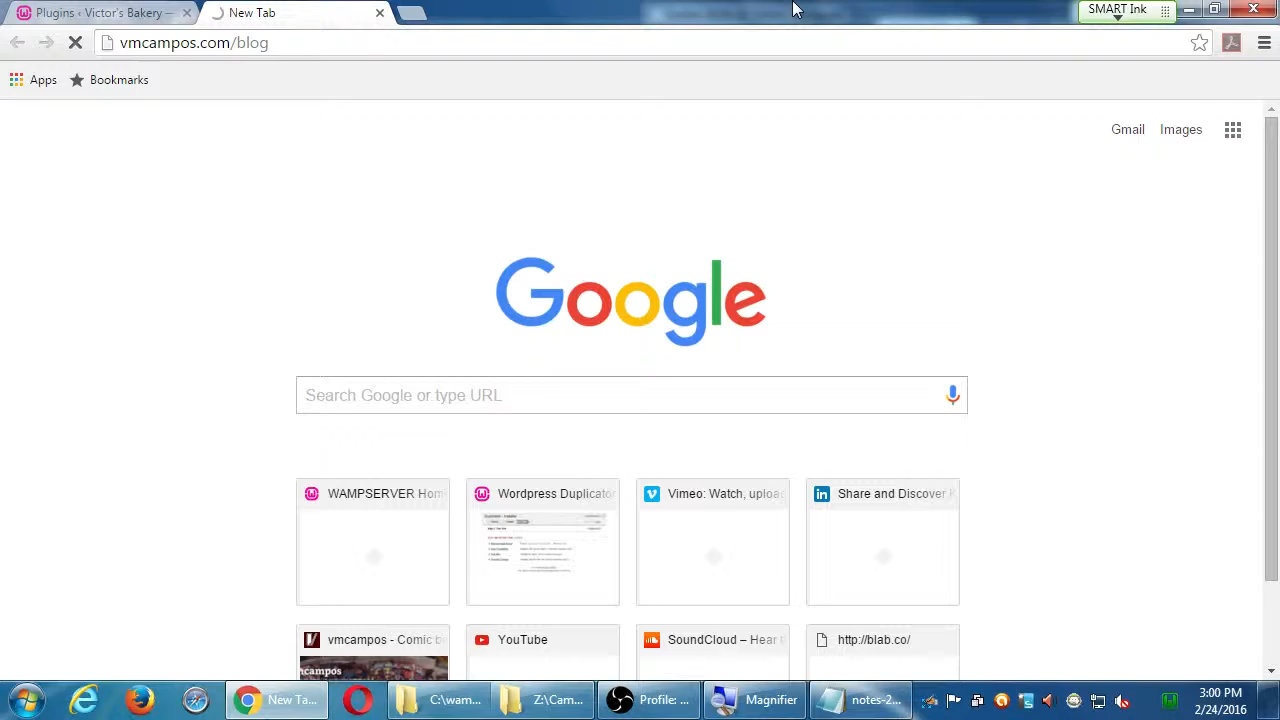 Plugins ‹ Victor's Bakery —
New Tab
SMART Ink
vmcampos.com/blog
Apps
Bookmarks
Gmail
Images
Google
Search Google or type URL
WAMPSERVER Hom
Wordpress Duplicator
Vimeo: Watch, upload
Share and Discover K
vmcampos - Comic b
YouTube
SoundCloud – Hear t
http://blab.co/
campos
New Ta...
C:\wam...
Z:\Cam...
Profile: ...
Magnifier
notes-2...
3:00 PM
2/24/2016